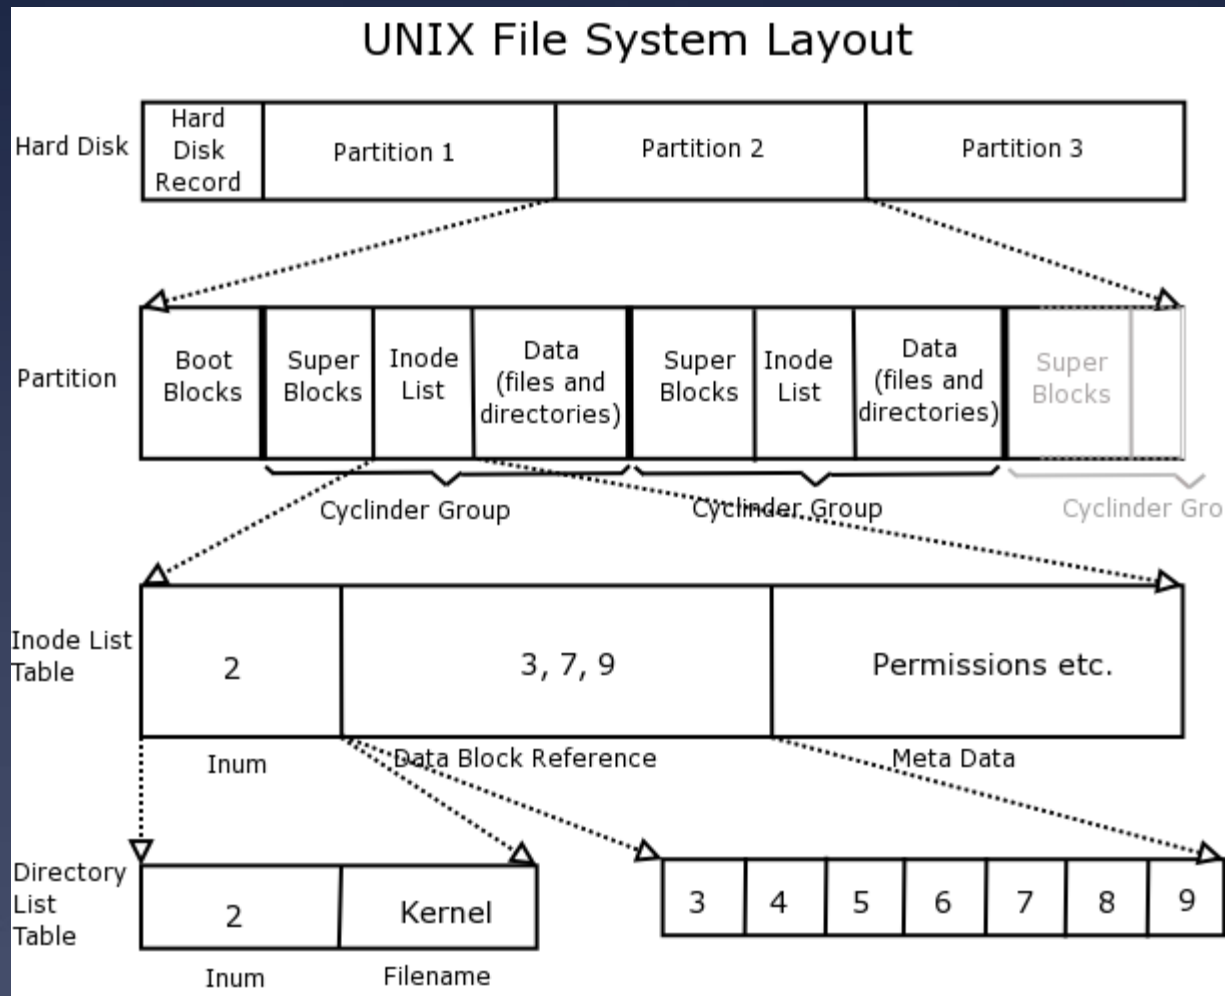 UNIX File System Layout
Hard Disk
Hard
Disk
Record
Partition 1
Partition 2
Partition 3
Partition
Boot
Blocks
Super
Blocks
Inode
List
Data
(files and
directories)
Super
Blocks
Inode
List
Data
(files and
directories)
Super
Blocks
Cyclinder Group
Cyclinder Group
Cyclinder Gro
Inode List
Table
2
3, 7, 9
Permissions etc.
Inum
Data Block Reference
Meta Data
Directory
List
Table
2
Kernel
3
4
5
6
7
8
9
Inum
Filename